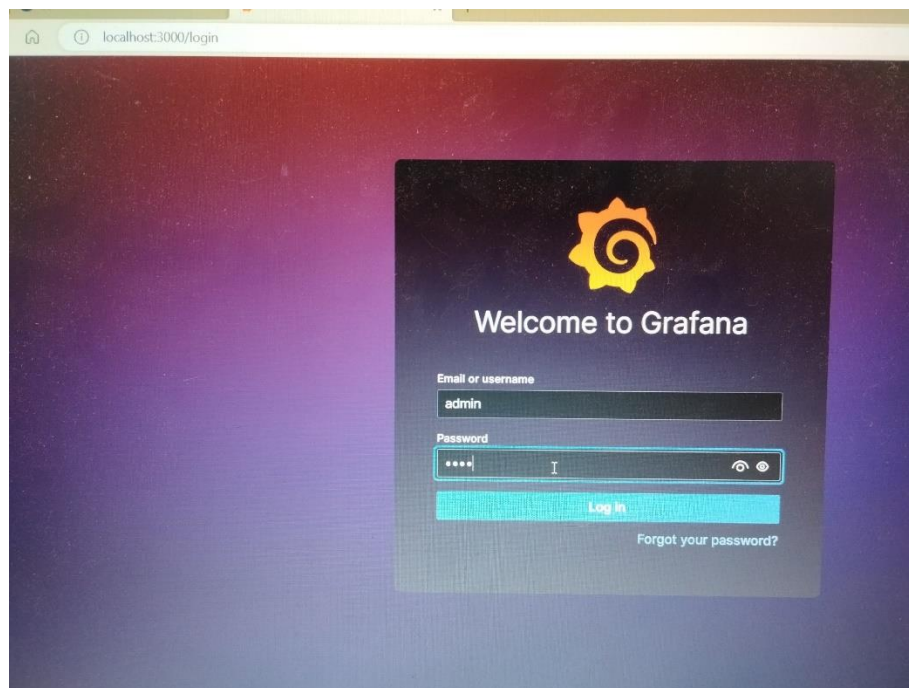 localhost:3000/login
Welcome to Grafana
Email or username
admin
Password
••••
Log in
Forgot your password?